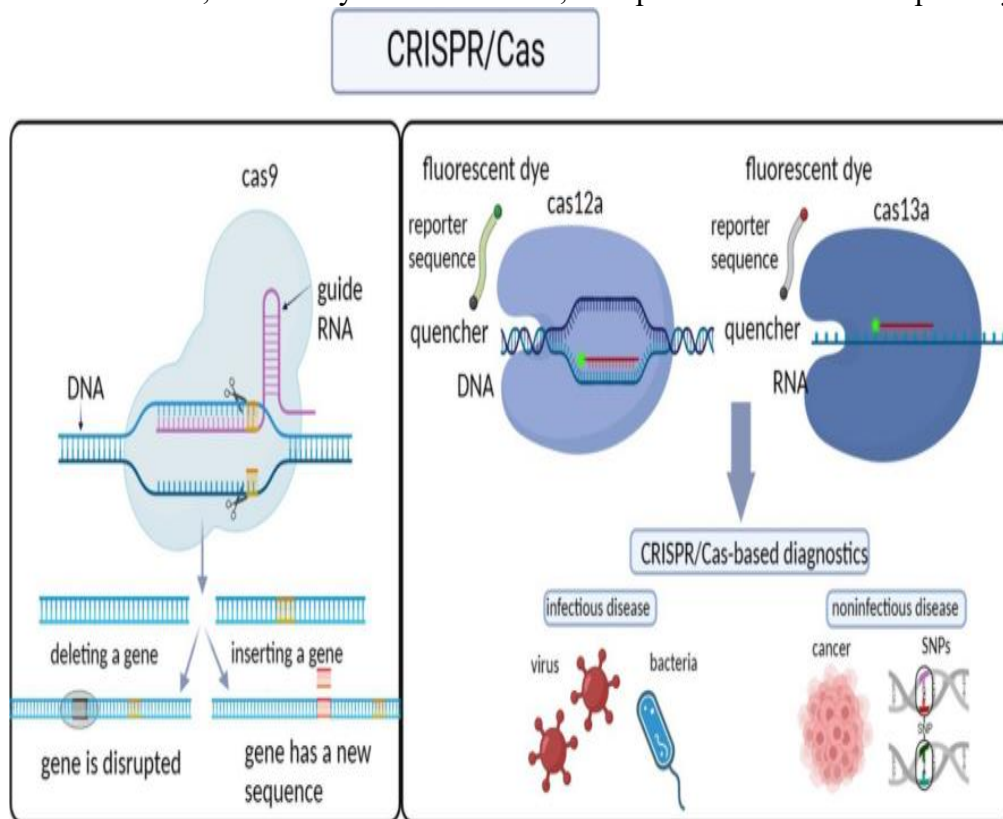 CRISPR/Cas
cas9
guide
RNA
DNA
deleting a gene
inserting a gene
gene is disrupted
gene has a new
sequence
fluorescent dye
cas12a
reporter
sequence
quencher
DNA
fluorescent dye
cas13a
reporter
sequence
quencher
RNA
CRISPR/Cas-based diagnostics
infectious disease
virus
bacteria
noninfectious disease
cancer
SNPs
SNP